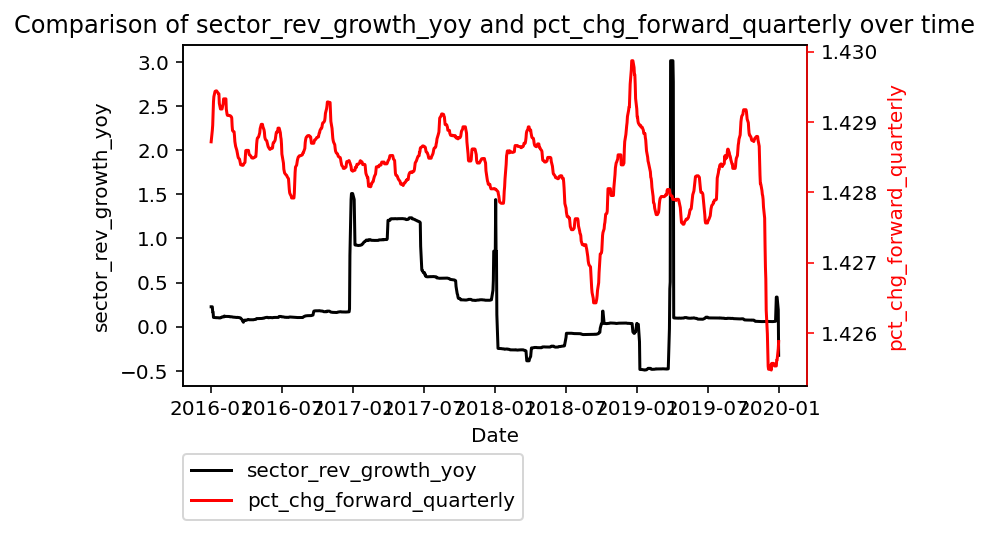 Comparison of sector_rev_growth_yoy and pct_chg_forward_quarterly over time
sector_rev_growth_yoy
3.0
2.5
2.0
1.5
1.0
0.5
0.0
−0.5
1.430
1.429
1.428
1.427
1.426
pct_chg_forward_quarterly
2016-01 2016-07 2017-01 2017-07 2018-01 2018-07 2019-01 2019-07 2020-01
Date
sector_rev_growth_yoy
pct_chg_forward_quarterly